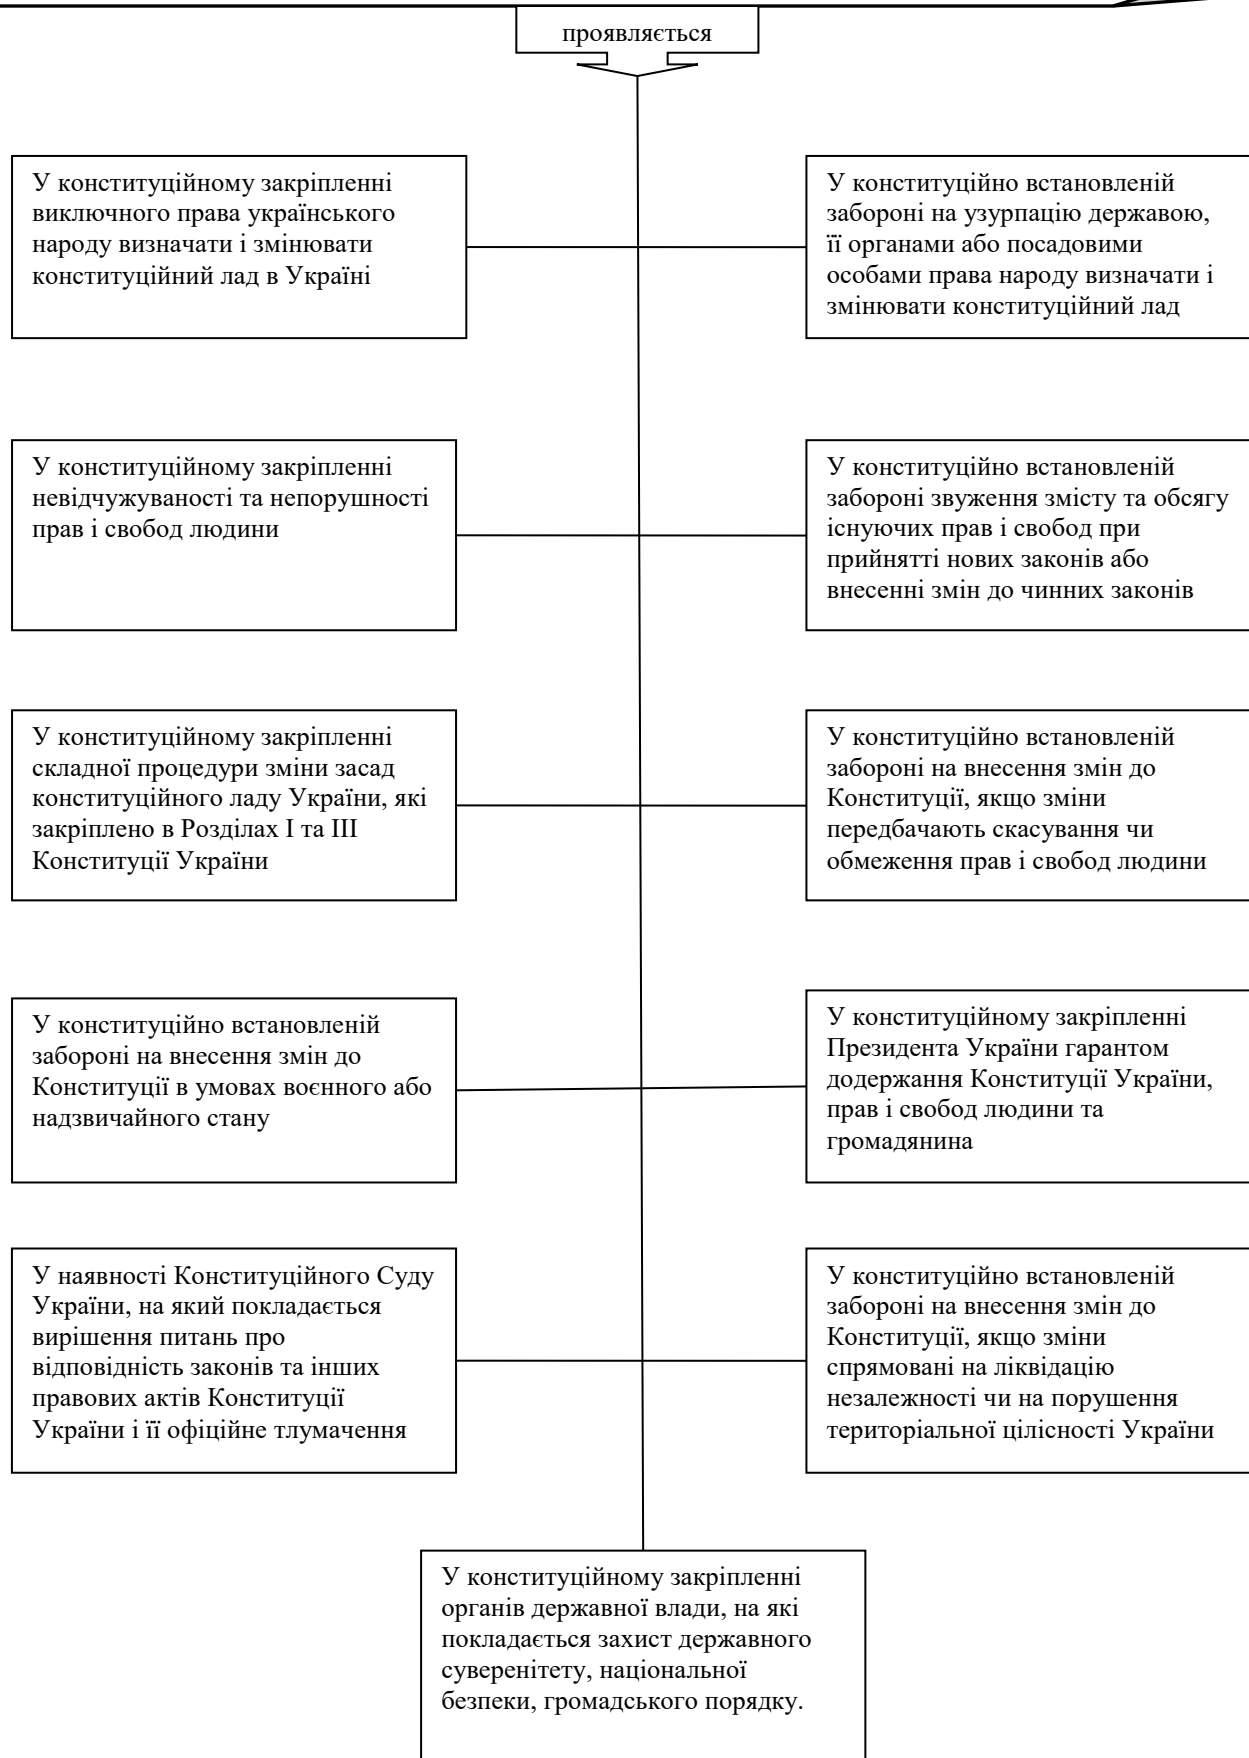 проявляється
У конституційному закріпленні
виключного права українського
народу визначати і змінювати
конституційний лад в Україні
У конституційно встановленій
забороні на узурпацію державою,
її органами або посадовими
особами права народу визначати і
змінювати конституційний лад
У конституційному закріпленні
невідчужуваності та непорушності
прав і свобод людини
У конституційно встановленій
забороні звуження змісту та обсягу
існуючих прав і свобод при
прийнятті нових законів або
внесенні змін до чинних законів
У конституційному закріпленні
складної процедури зміни засад
конституційного ладу України, які
закріплено в Розділах І та ІІІ
Конституції України
У конституційно встановленій
забороні на внесення змін до
Конституції, якщо зміни
передбачають скасування чи
обмеження прав і свобод людини
У конституційно встановленій
забороні на внесення змін до
Конституції в умовах воєнного або
надзвичайного стану
У конституційному закріпленні
Президента України гарантом
додержання Конституції України,
прав і свобод людини та
громадянина
У наявності Конституційного Суду
України, на який покладається
вирішення питань про
відповідність законів та інших
правових актів Конституції
України і її офіційне тлумачення
У конституційно встановленій
забороні на внесення змін до
Конституції, якщо зміни
спрямовані на ліквідацію
незалежності чи на порушення
територіальної цілісності України
У конституційному закріпленні
органів державної влади, на які
покладається захист державного
суверенітету, національної
безпеки, громадського порядку.